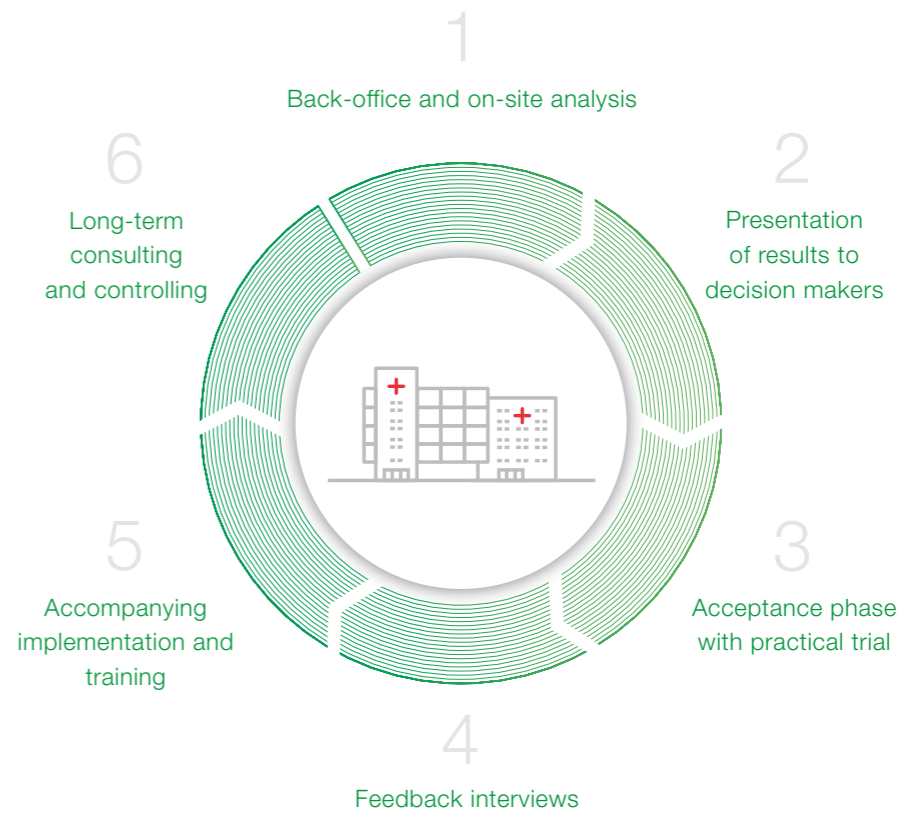 1
Back-office and on-site analysis
2
Presentation
of results to
decision makers
3
Acceptance phase
with practical trial
4
Feedback interviews
5
Accompanying
implementation and
training
6
Long-term
consulting
and controlling